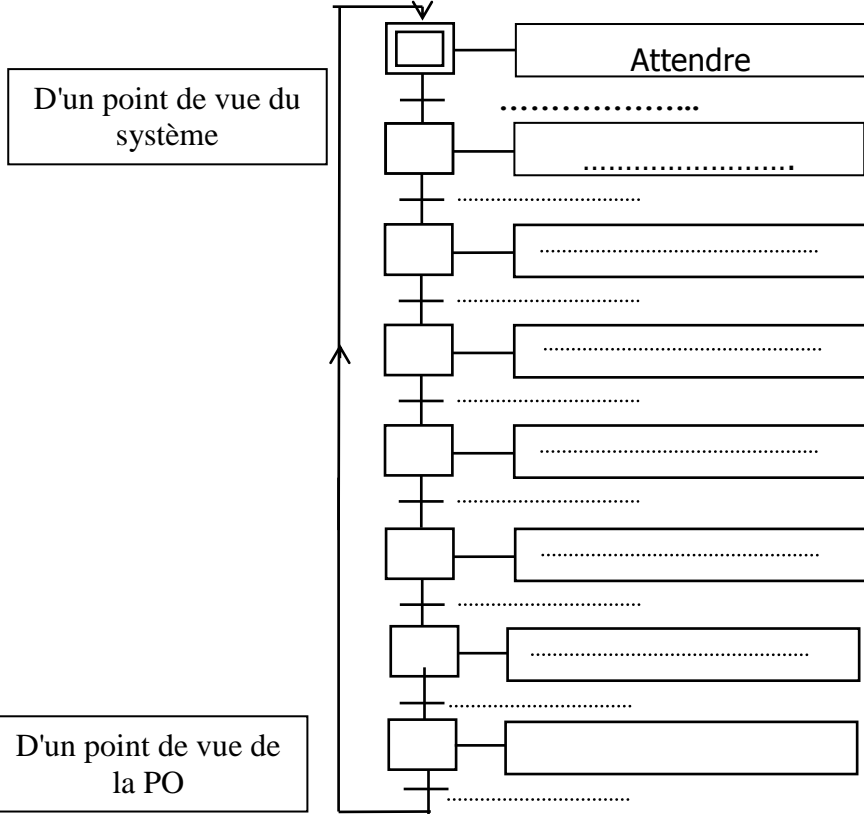 Attendre
D'un point de vue du
système
D'un point de vue de
la PO